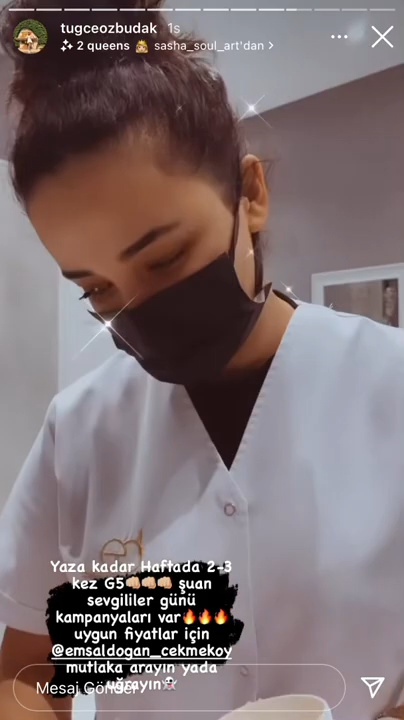 tugceozbudak 1s
2 queens 👸🏼 sasha_soul_art'dan >
Yaza kadar Haftada 2-3
kez G5👊🏼👊🏼👊🏼 şuan
sevgililer günü
kampanyaları var🔥🔥🔥
uygun fiyatlar için
@emsaldogan_cekmekoy
mutlaka arayın yada
uğrayın👻
Mesaj Gönder